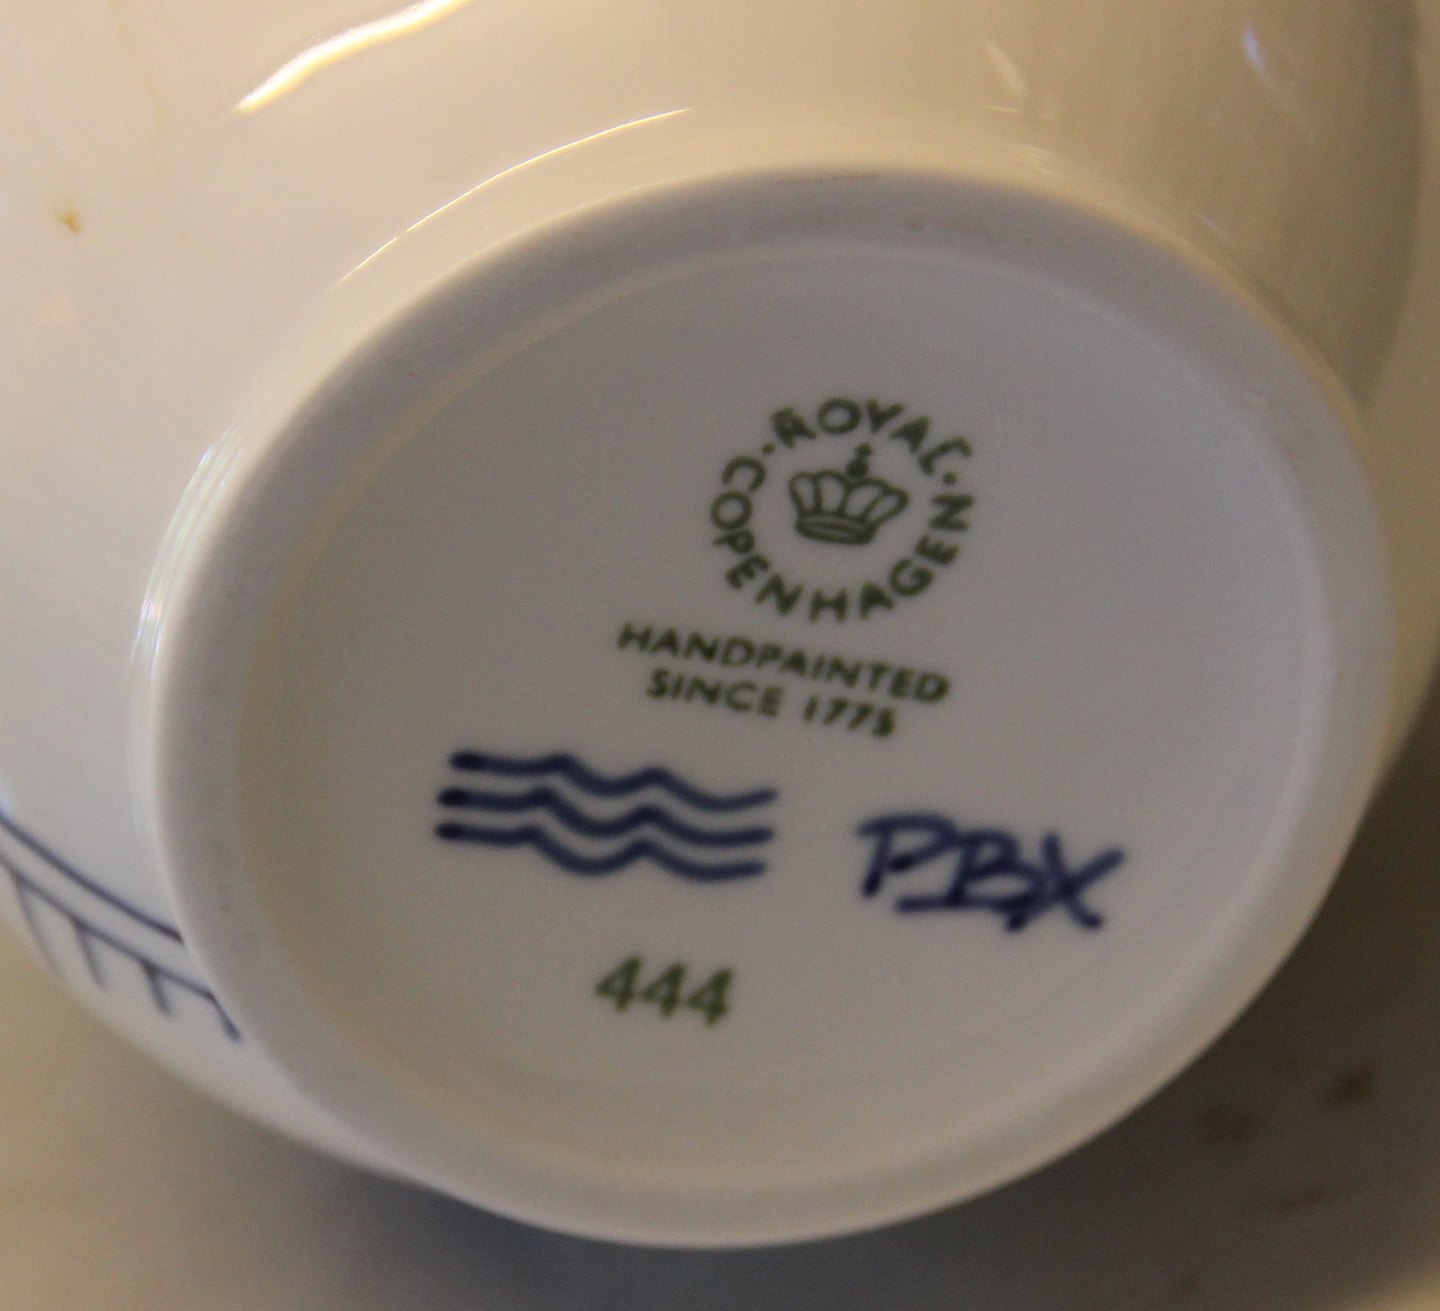 ROYAL
COPENHAGEN
HANDPAINTED
SINCE 1775
PBX
444